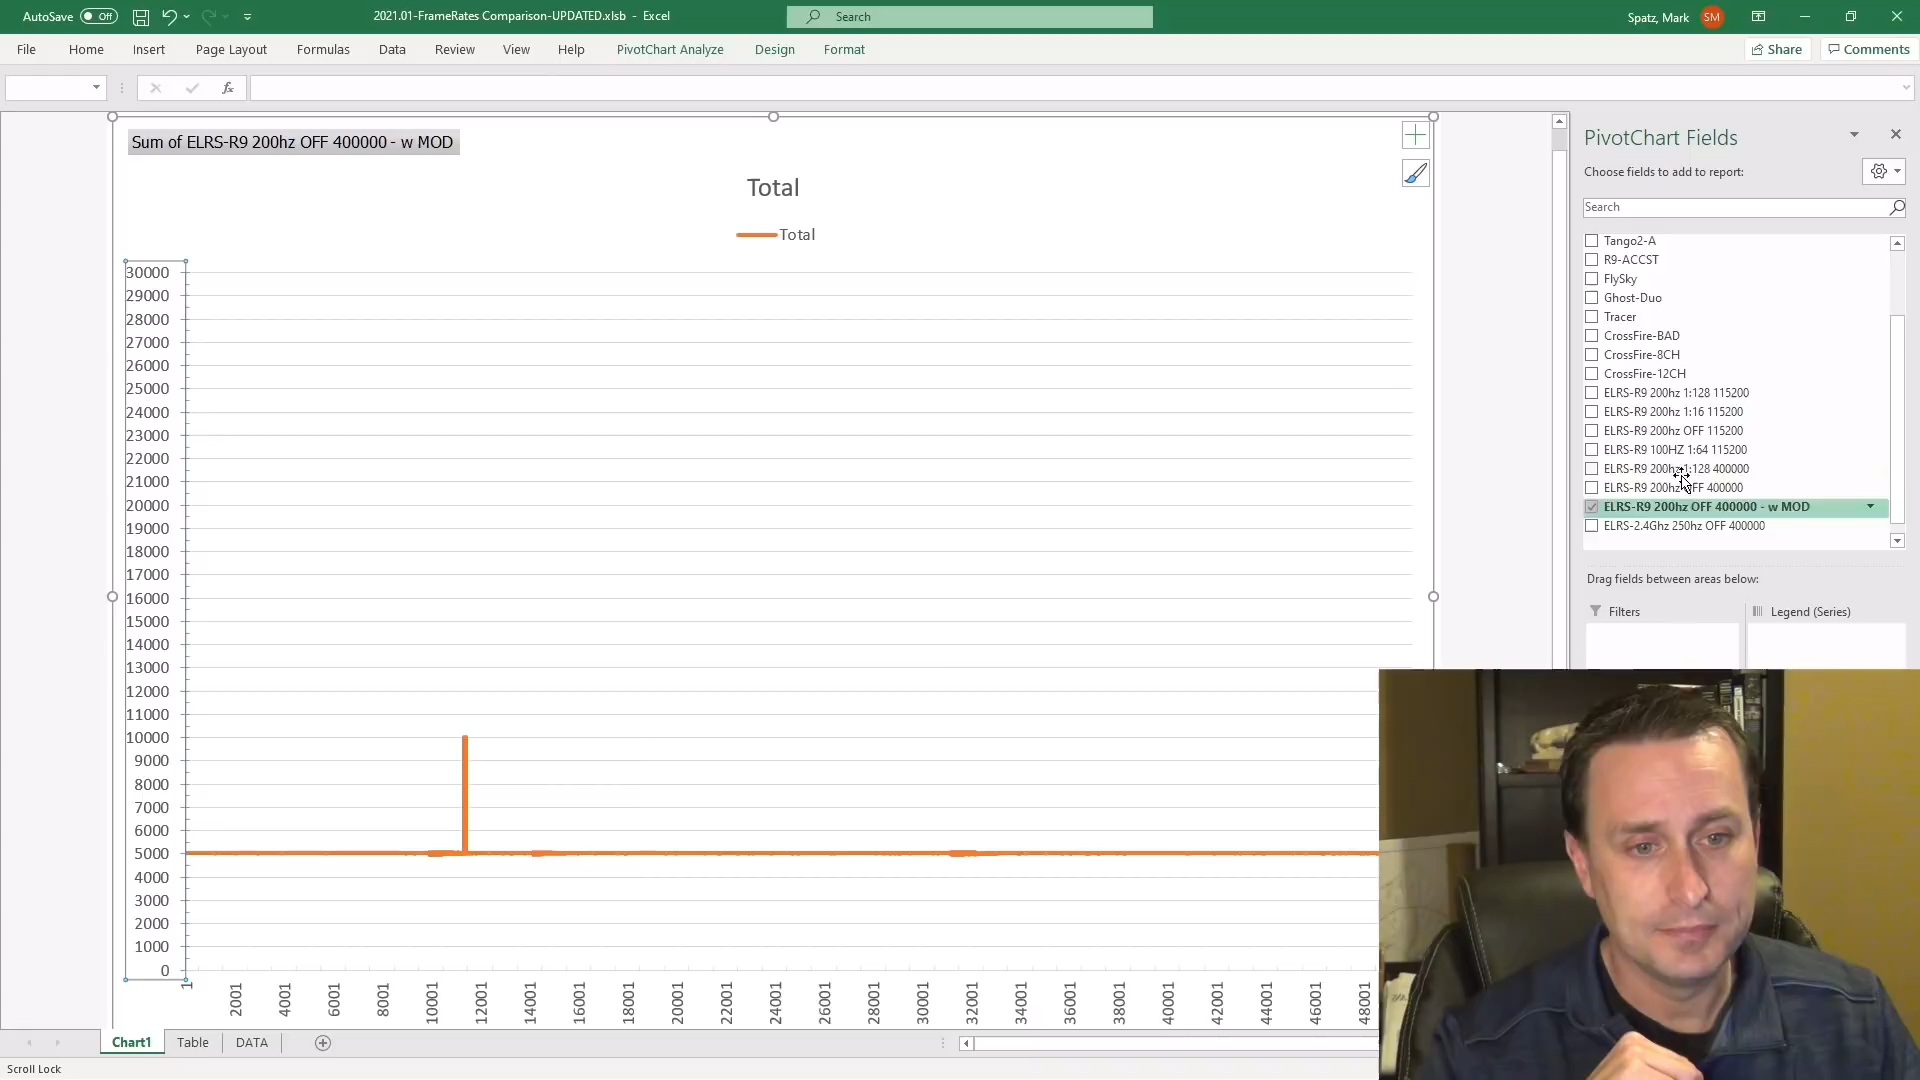 AutoSave Off 2021.01-FrameRates Comparison-UPDATED.xlsb - Excel Search Spatz, Mark SM
File Home Insert Page Layout Formulas Data Review View Help PivotChart Analyze Design Format Share Comments
fx
Sum of ELRS-R9 200hz OFF 400000 - w MOD
Total
Total
30000
29000
28000
27000
26000
25000
24000
23000
22000
21000
20000
19000
18000
17000
16000
15000
14000
13000
12000
11000
10000
9000
8000
7000
6000
5000
4000
3000
2000
1000
0
1 2001 4001 6001 8001 10001 12001 14001 16001 18001 20001 22001 24001 26001 28001 30001 32001 34001 36001 38001 40001 42001 44001 46001 48001
PivotChart Fields
Choose fields to add to report:
Search
Tango2-A
R9-ACCST
FlySky
Ghost-Duo
Tracer
CrossFire-BAD
CrossFire-8CH
CrossFire-12CH
ELRS-R9 200hz 1:128 115200
ELRS-R9 200hz 1:16 115200
ELRS-R9 200hz OFF 115200
ELRS-R9 100HZ 1:64 115200
ELRS-R9 200hz 1:128 400000
ELRS-R9 200hz OFF 400000
ELRS-R9 200hz OFF 400000 - w MOD
ELRS-2.4Ghz 250hz OFF 400000
Drag fields between areas below:
Filters Legend (Series)
Chart1 Table DATA
Scroll Lock